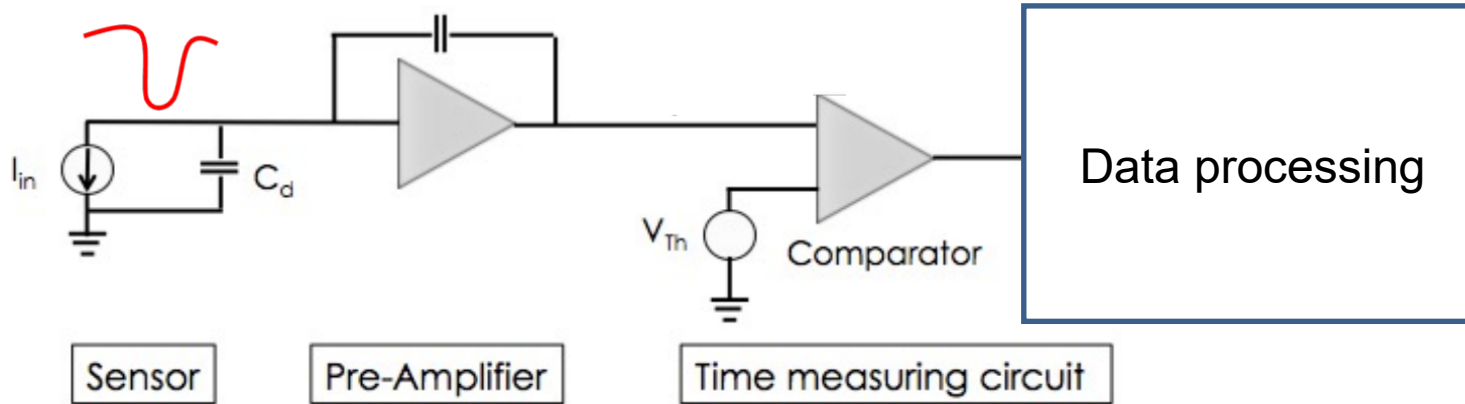 Data processing
I_in
C_d
V_Th
Comparator
Sensor
Pre-Amplifier
Time measuring circuit